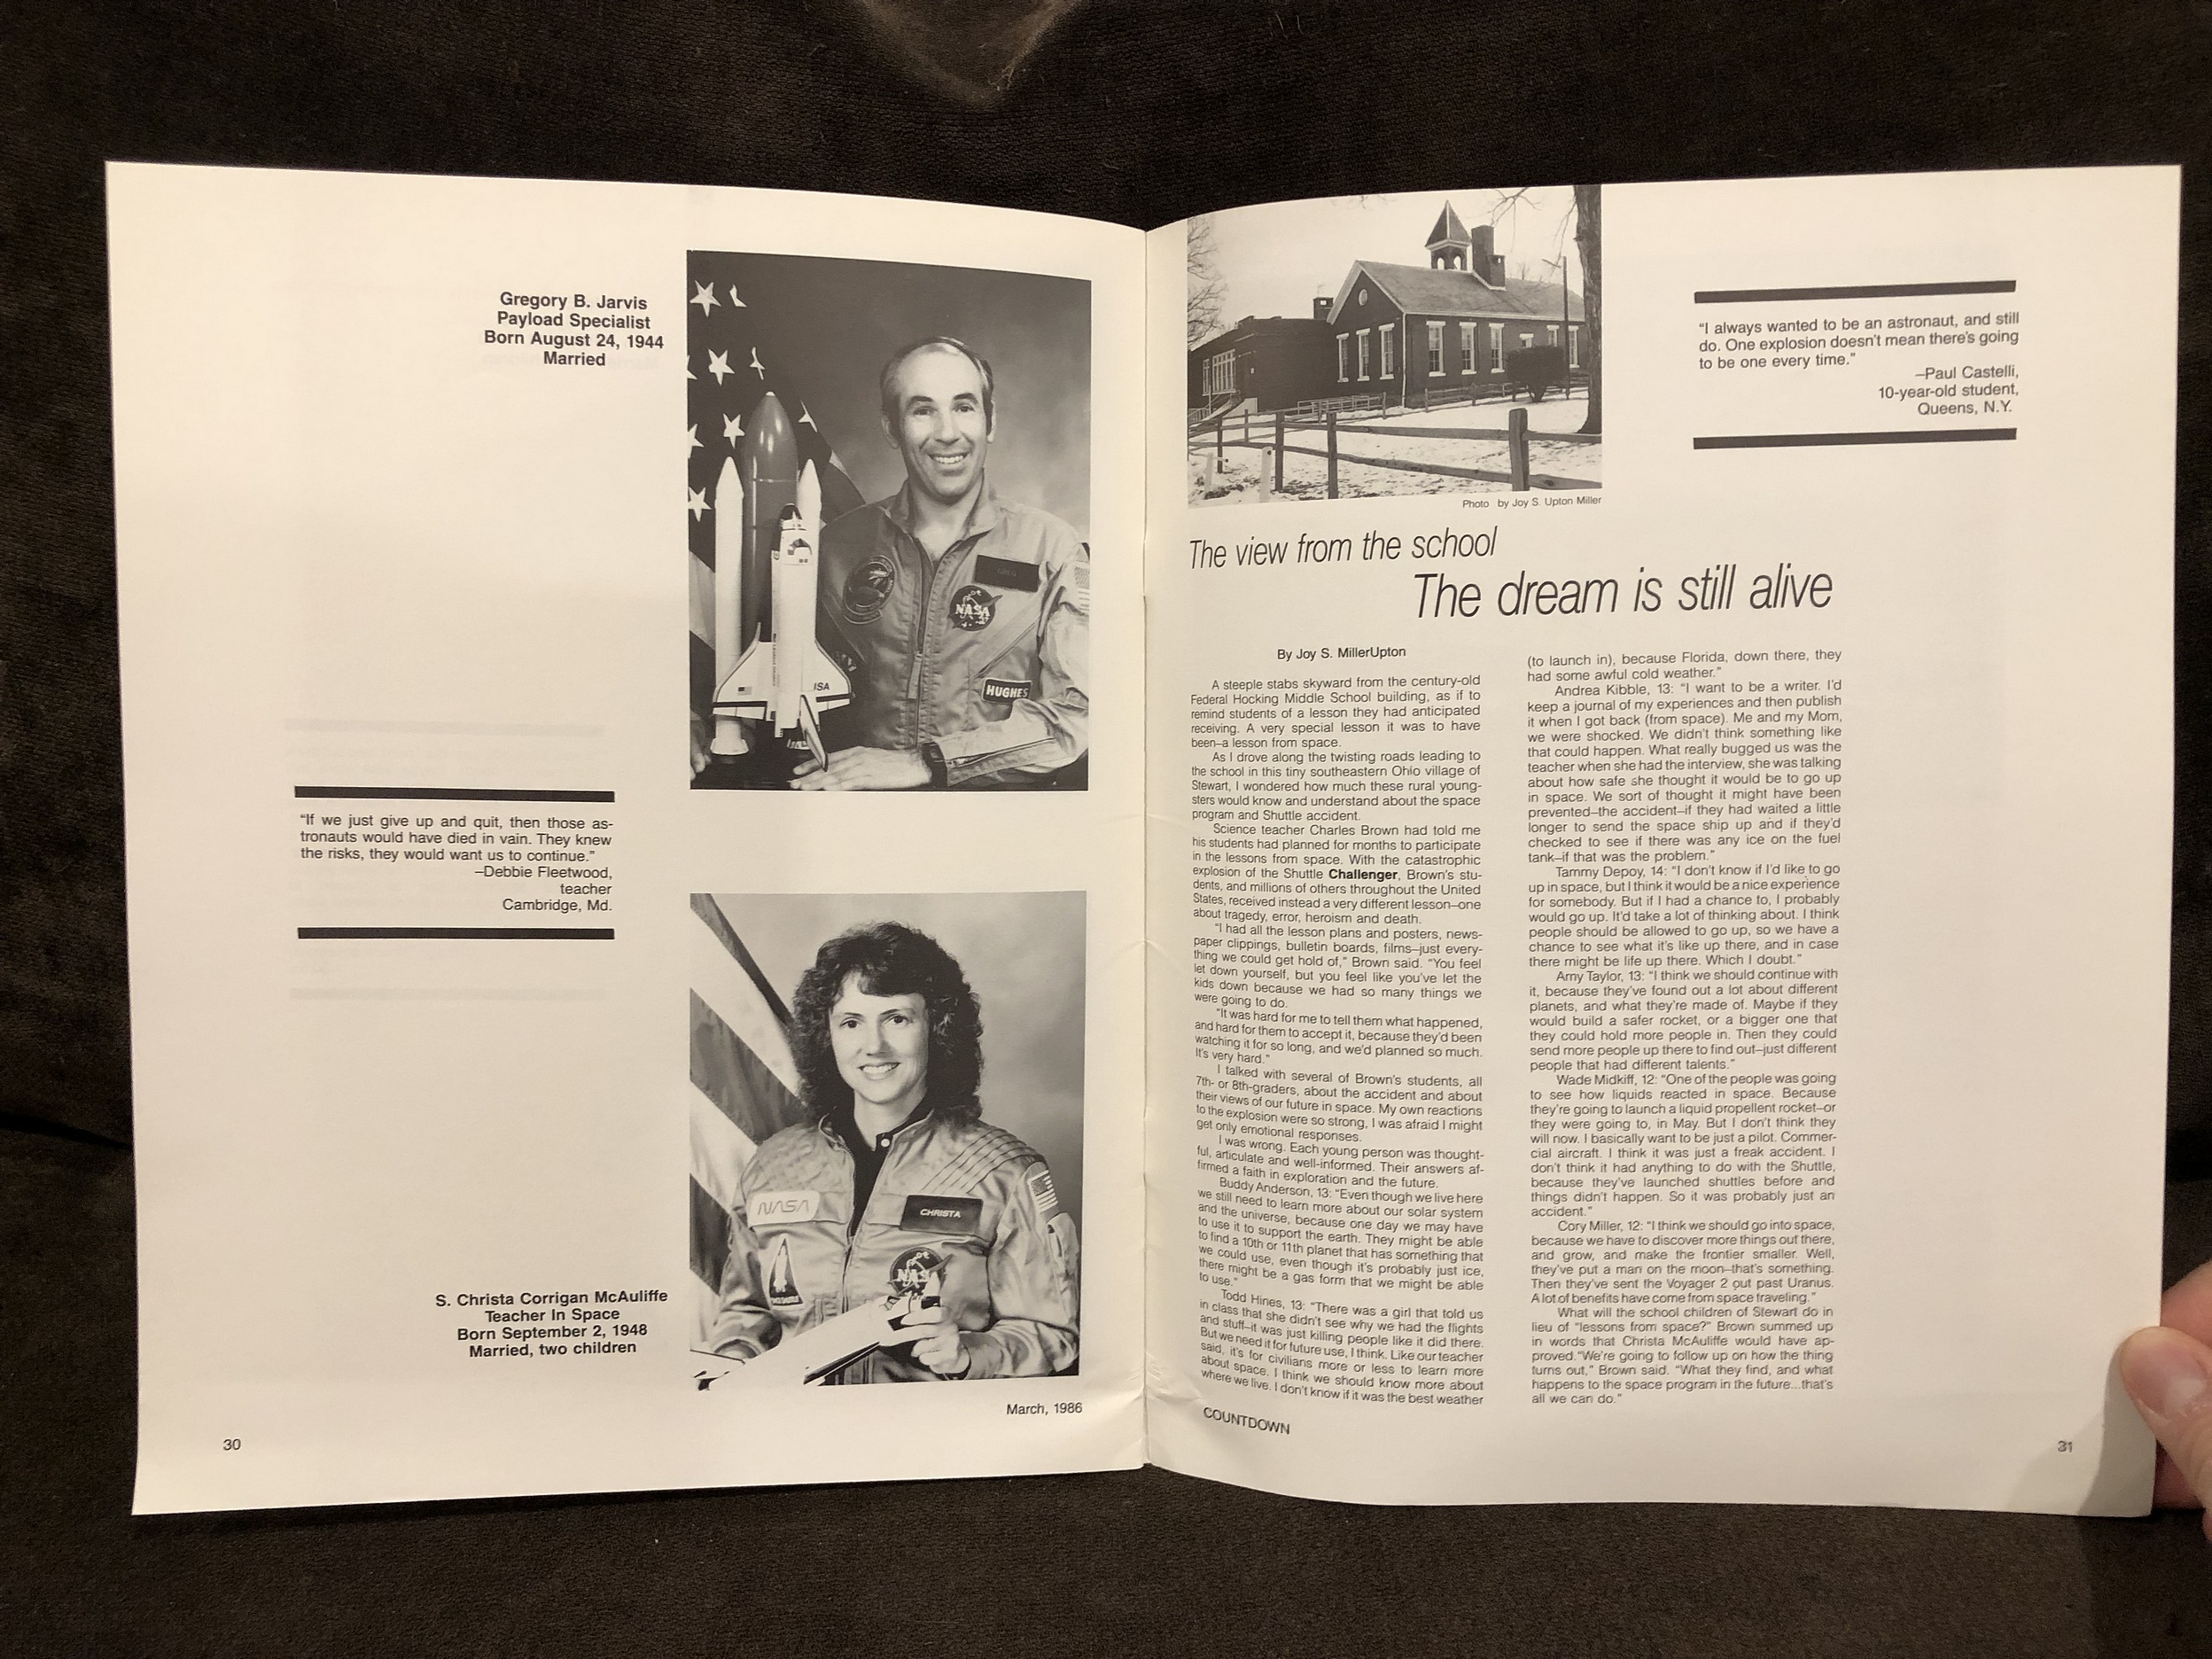 Gregory B. Jarvis
Payload Specialist
Born August 24, 1944
Married
USA
NASA
HUGHES
"If we just give up and quit, then those as-
tronauts would have died in vain. They knew
the risks, they would want us to continue."
–Debbie Fleetwood,
teacher
Cambridge, Md.
NASA
CHRISTA
NASA
S. Christa Corrigan McAuliffe
Teacher In Space
Born September 2, 1948
Married, two children
March, 1986
30
Photo by Joy S. Upton Miller
"I always wanted to be an astronaut, and still
do. One explosion doesn't mean there's going
to be one every time."
–Paul Castelli,
10-year-old student,
Queens, N.Y.
The view from the school
The dream is still alive
By Joy S. MillerUpton
A steeple stabs skyward from the century-old
Federal Hocking Middle School building, as if to
remind students of a lesson they had anticipated
receiving. A very special lesson it was to have
been–a lesson from space.
As I drove along the twisting roads leading to
the school in this tiny southeastern Ohio village of
Stewart, I wondered how much these rural young-
sters would know and understand about the space
program and Shuttle accident.
Science teacher Charles Brown had told me
his students had planned for months to participate
in the lessons from space. With the catastrophic
explosion of the Shuttle Challenger, Brown's stu-
dents, and millions of others throughout the United
States, received instead a very different lesson–one
about tragedy, error, heroism and death.
"I had all the lesson plans and posters, news-
paper clippings, bulletin boards, films–just every-
thing we could get hold of," Brown said. "You feel
let down yourself, but you feel like you've let the
kids down because we had so many things we
were going to do.
"It was hard for me to tell them what happened,
and hard for them to accept it, because they'd been
watching it for so long, and we'd planned so much.
It's very hard."
I talked with several of Brown's students, all
7th- or 8th-graders, about the accident and about
their views of our future in space. My own reactions
to the explosion were so strong, I was afraid I might
get only emotional responses.
I was wrong. Each young person was thought-
ful, articulate and well-informed. Their answers af-
firmed a faith in exploration and the future.
Buddy Anderson, 13: "Even though we live here
we still need to learn more about our solar system
and the universe, because one day we may have
to use it to support the earth. They might be able
to find a 10th or 11th planet that has something that
we could use, even though it's probably just ice,
there might be a gas form that we might be able
to use."
Todd Hines, 13: "There was a girl that told us
in class that she didn't see why we had the flights
and stuff–it was just killing people like it did there.
But we need it for future use, I think. Like our teacher
said, it's for civilians more or less to learn more
about space. I think we should know more about
where we live. I don't know if it was the best weather
(to launch in), because Florida, down there, they
had some awful cold weather."
Andrea Kibble, 13: "I want to be a writer. I'd
keep a journal of my experiences and then publish
it when I got back (from space). Me and my Mom,
we were shocked. We didn't think something like
that could happen. What really bugged us was the
teacher when she had the interview, she was talking
about how safe she thought it would be to go up
in space. We sort of thought it might have been
prevented–the accident–if they had waited a little
longer to send the space ship up and if they'd
checked to see if there was any ice on the fuel
tank–if that was the problem."
Tammy Depoy, 14: "I don't know if I'd like to go
up in space, but I think it would be a nice experience
for somebody. But if I had a chance to, I probably
would go up. It'd take a lot of thinking about. I think
people should be allowed to go up, so we have a
chance to see what it's like up there, and in case
there might be life up there. Which I doubt."
Amy Taylor, 13: "I think we should continue with
it, because they've found out a lot about different
planets, and what they're made of. Maybe if they
would build a safer rocket, or a bigger one that
they could hold more people in. Then they could
send more people up there to find out–just different
people that had different talents."
Wade Midkiff, 12: "One of the people was going
to see how liquids reacted in space. Because
they're going to launch a liquid propellent rocket–or
they were going to, in May. But I don't think they
will now. I basically want to be just a pilot. Commer-
cial aircraft. I think it was just a freak accident. I
don't think it had anything to do with the Shuttle,
because they've launched shuttles before and
things didn't happen. So it was probably just an
accident."
Cory Miller, 12: "I think we should go into space,
because we have to discover more things out there,
and grow, and make the frontier smaller. Well,
they've put a man on the moon–that's something.
Then they've sent the Voyager 2 out past Uranus.
A lot of benefits have come from space traveling."
What will the school children of Stewart do in
lieu of "lessons from space?" Brown summed up
in words that Christa McAuliffe would have ap-
proved."We're going to follow up on how the thing
turns out," Brown said. "What they find, and what
happens to the space program in the future...that's
all we can do."
COUNTDOWN
31